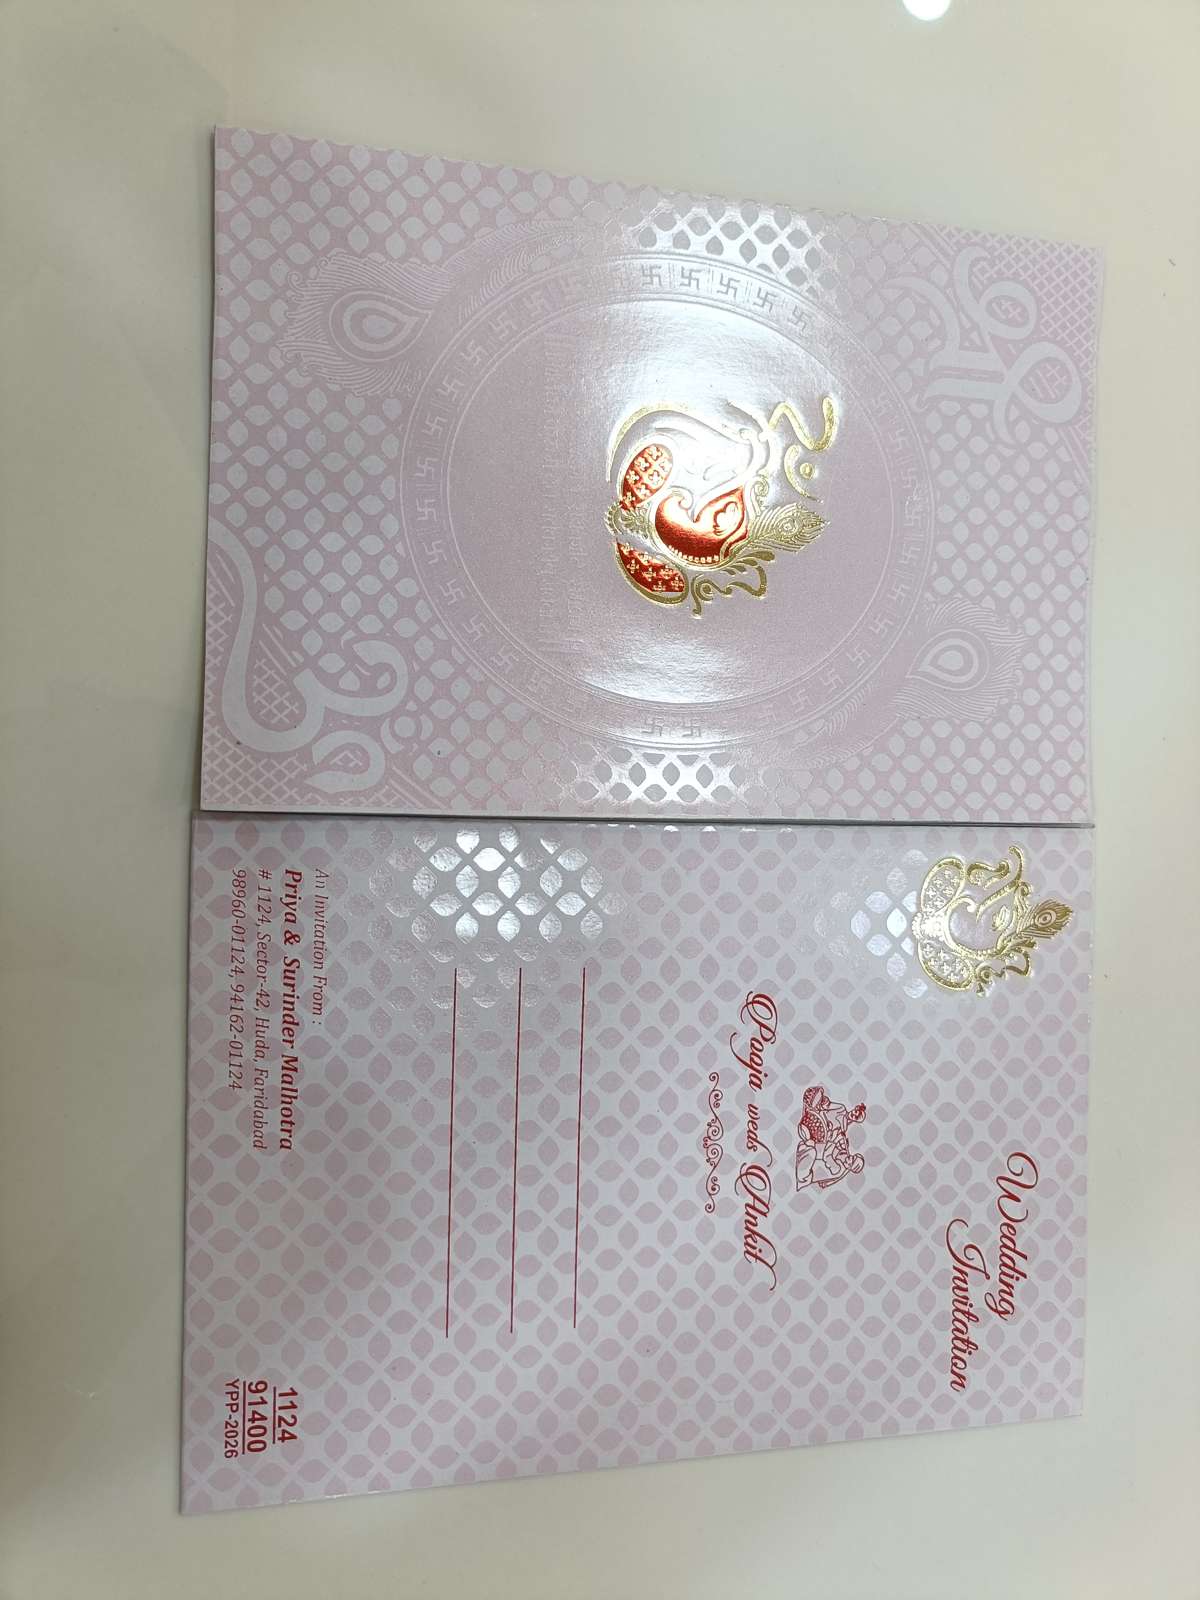 Wedding
Invitation
Pooja weds Ankit
An Invitation From :
Priya & Surinder Malhotra
# 1124, Sector-42, Huda, Faridabad
98960-01124, 94162-01124
1124
91400
YPP-2026